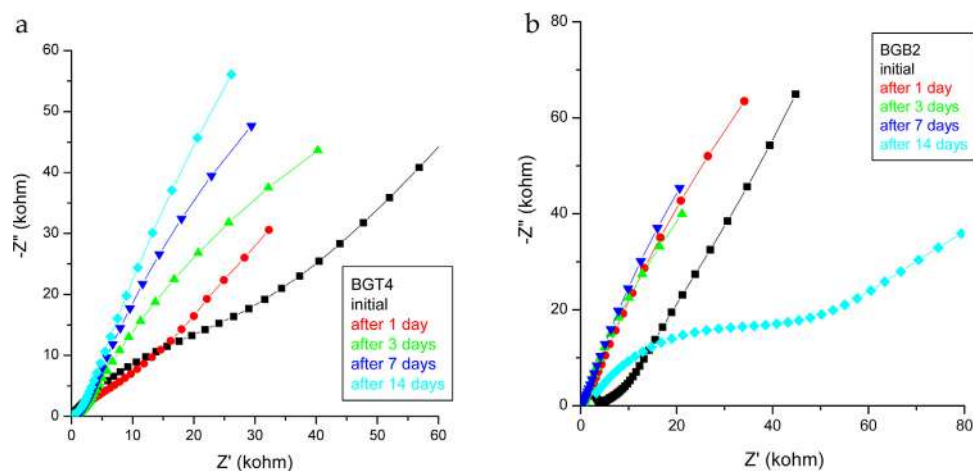 a
60
50
40
30
20
10
0
-Z" (kohm)
BGT4
initial
after 1 day
after 3 days
after 7 days
after 14 days
0 10 20 30 40 50 60
Z' (kohm)
b
80
60
40
20
0
-Z" (kohm)
BGB2
initial
after 1 day
after 3 days
after 7 days
after 14 days
0 20 40 60 80
Z' (kohm)